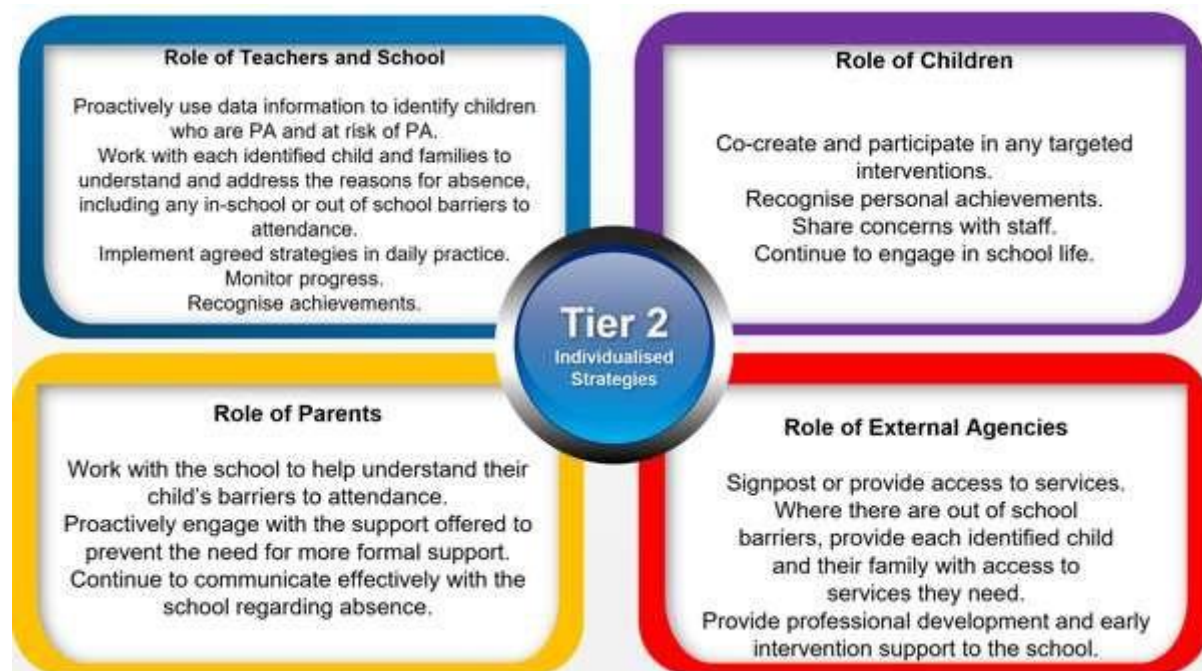 Role of Teachers and School
Proactively use data information to identify children
who are PA and at risk of PA.
Work with each identified child and families to
understand and address the reasons for absence,
including any in-school or out of school barriers to
attendance.
Implement agreed strategies in daily practice.
Monitor progress.
Recognise achievements.
Role of Children
Co-create and participate in any targeted
interventions.
Recognise personal achievements.
Share concerns with staff.
Continue to engage in school life.
Tier 2
Individualised
Strategies
Role of Parents
Work with the school to help understand their
child's barriers to attendance.
Proactively engage with the support offered to
prevent the need for more formal support.
Continue to communicate effectively with the
school regarding absence.
Role of External Agencies
Signpost or provide access to services.
Where there are out of school
barriers, provide each identified child
and their family with access to
services they need.
Provide professional development and early
intervention support to the school.